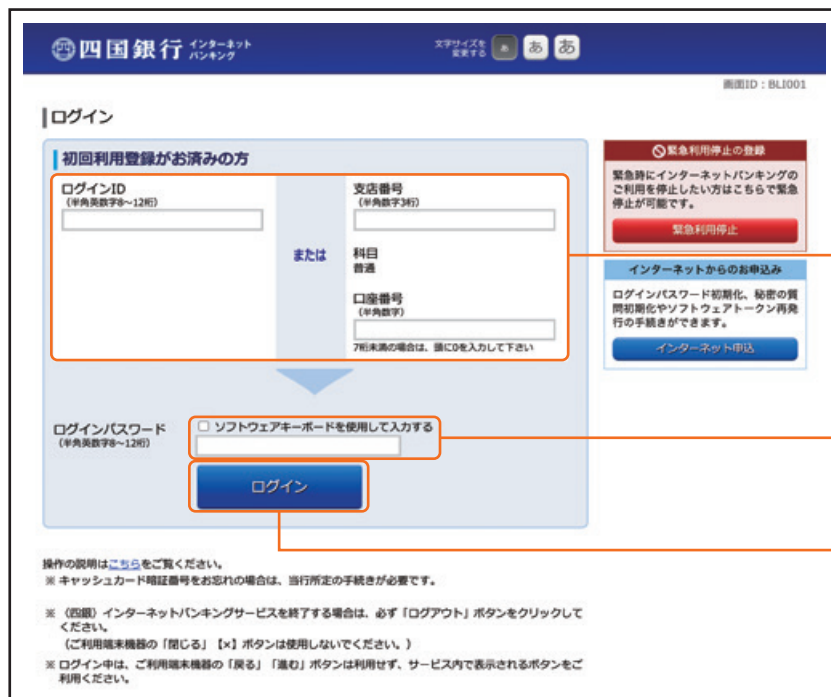 四国銀行 インターネット
バンキング
文字サイズを
変更する
あ あ あ
画面ID：BLI001
ログイン
初回利用登録がお済みの方
ログインID
（半角英数字8～12桁）
または
支店番号
（半角数字3桁）
科目
普通
口座番号
（半角数字）
7桁未満の場合は、頭に0を入力して下さい
ログインパスワード
（半角英数字8～12桁）
ソフトウェアキーボードを使用して入力する
ログイン
緊急利用停止の登録
緊急時にインターネットバンキングの
ご利用を停止したい方はこちらで緊急
停止が可能です。
緊急利用停止
インターネットからのお申込み
ログインパスワード初期化、秘密の質
問初期化やソフトウェアトークン再発
行の手続きができます。
インターネット申込
操作の説明はこちらをご覧ください。
※ キャッシュカード暗証番号をお忘れの場合は、当行所定の手続きが必要です。
※ （四銀）インターネットバンキングサービスを終了する場合は、必ず「ログアウト」ボタンをクリックして
ください。
（ご利用端末機器の「閉じる」【×】ボタンは使用しないでください。）
※ ログイン中は、ご利用端末機器の「戻る」「進む」ボタンは利用せず、サービス内で表示されるボタンをご
利用ください。